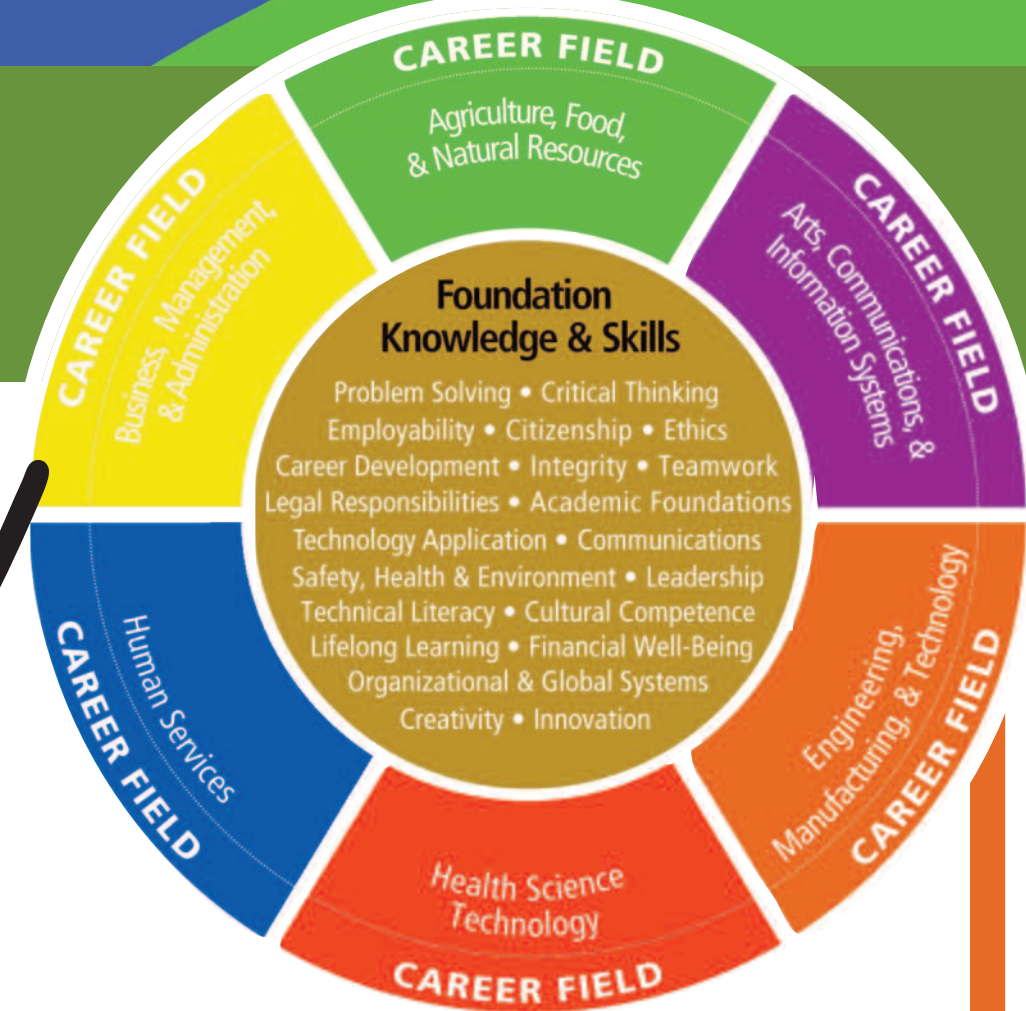 CAREER FIELD
Agriculture, Food,
& Natural Resources
CAREER FIELD
Arts, Communications, &
Information Systems
CAREER FIELD
Engineering,
Manufacturing, & Technology
CAREER FIELD
Health Science
Technology
CAREER FIELD
Human Services
CAREER FIELD
Business, Management,
& Administration
Foundation
Knowledge & Skills
Problem Solving • Critical Thinking
Employability • Citizenship • Ethics
Career Development • Integrity • Teamwork
Legal Responsibilities • Academic Foundations
Technology Application • Communications
Safety, Health & Environment • Leadership
Technical Literacy • Cultural Competence
Lifelong Learning • Financial Well-Being
Organizational & Global Systems
Creativity • Innovation